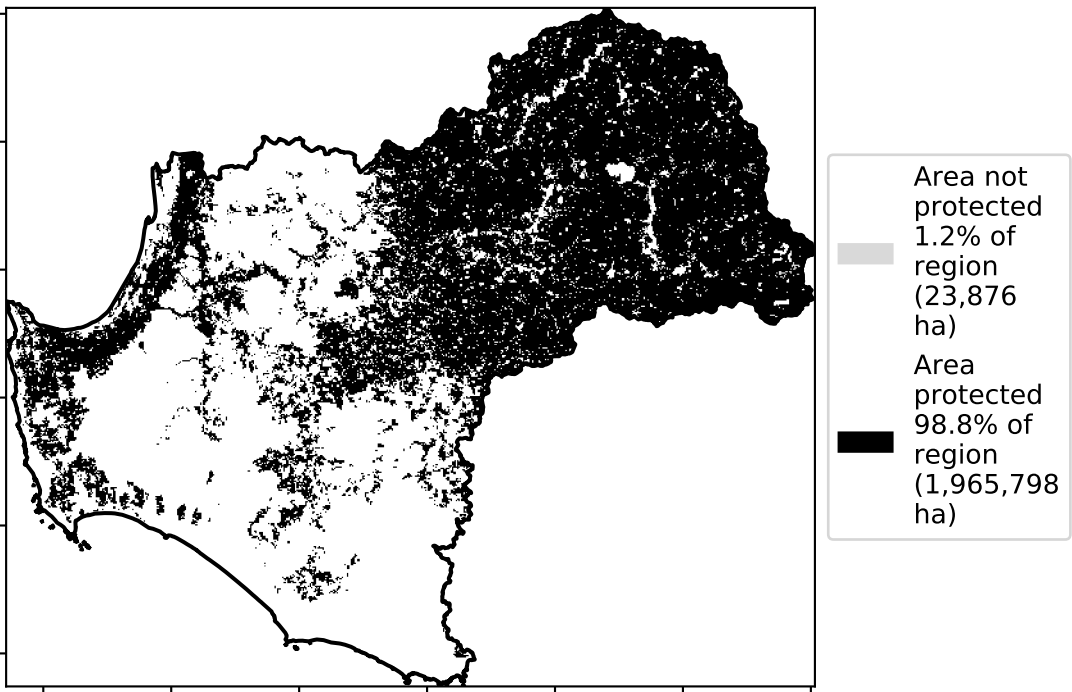 Area not
protected
1.2% of
region
(23,876
ha)
Area
protected
98.8% of
region
(1,965,798
ha)